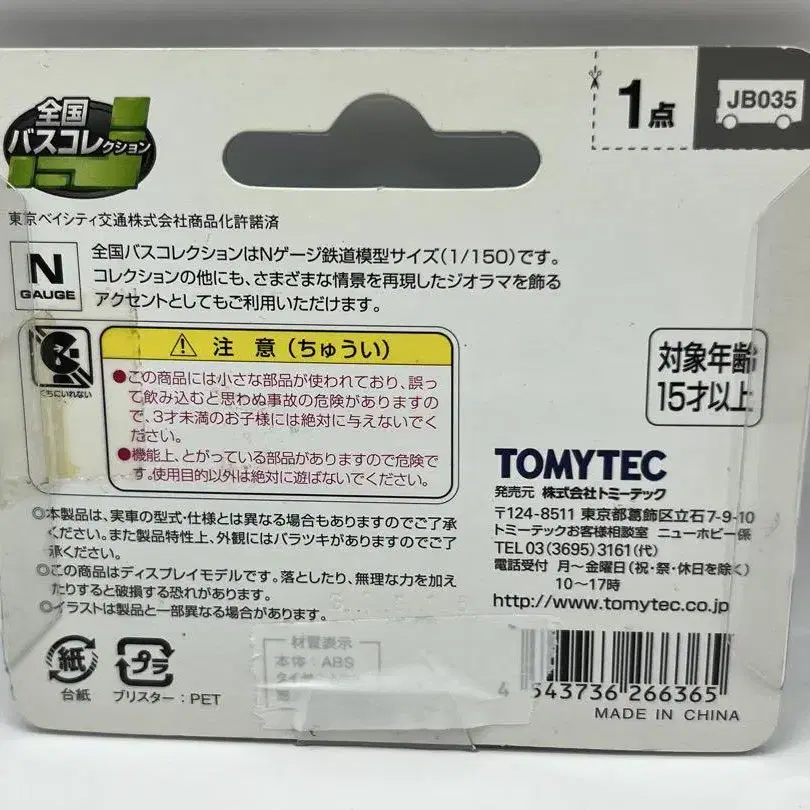 全国
バスコレクション
1点
JB035
東京ベイシティ交通株式会社商品化許諾済
N
GAUGE
全国バスコレクションはNゲージ鉄道模型サイズ(1/150)です。
コレクションの他にも、さまざまな情景を再現したジオラマを飾る
アクセントとしてもご利用いただけます。
くちにいれない
注 意 (ちゅうい)
●この商品には小さな部品が使われており、誤っ
て飲み込むと思わぬ事故の危険がありますの
で、3才未満のお子様には絶対に与えないでく
ださい。
●機能上、とがっている部品がありますので危険で
す。使用目的以外は絶対に遊ばないでください。
対象年齢
15才以上
TOMYTEC
発売元 株式会社トミーテック
〒124-8511 東京都葛飾区立石7-9-10
トミーテックお客様相談室 ニューホビー係
TEL 03(3695)3161(代)
電話受付 月〜金曜日(祝・祭・休日を除く)
10〜17時
http://www.tomytec.co.jp
◎本製品は、実車の型式・仕様とは異なる場合もありますのでご了承
ください。また製品特性上、外観にはバラツキがありますのでご了
承ください。
◎この商品はディスプレイモデルです。落としたり、無理な力を加え
たりすると破損する恐れがあります。
◎イラストは製品と一部異なる場合があります。
紙
台紙
プラ
ブリスター:PET
材質表示
本体:ABS
4 543736 266365
MADE IN CHINA